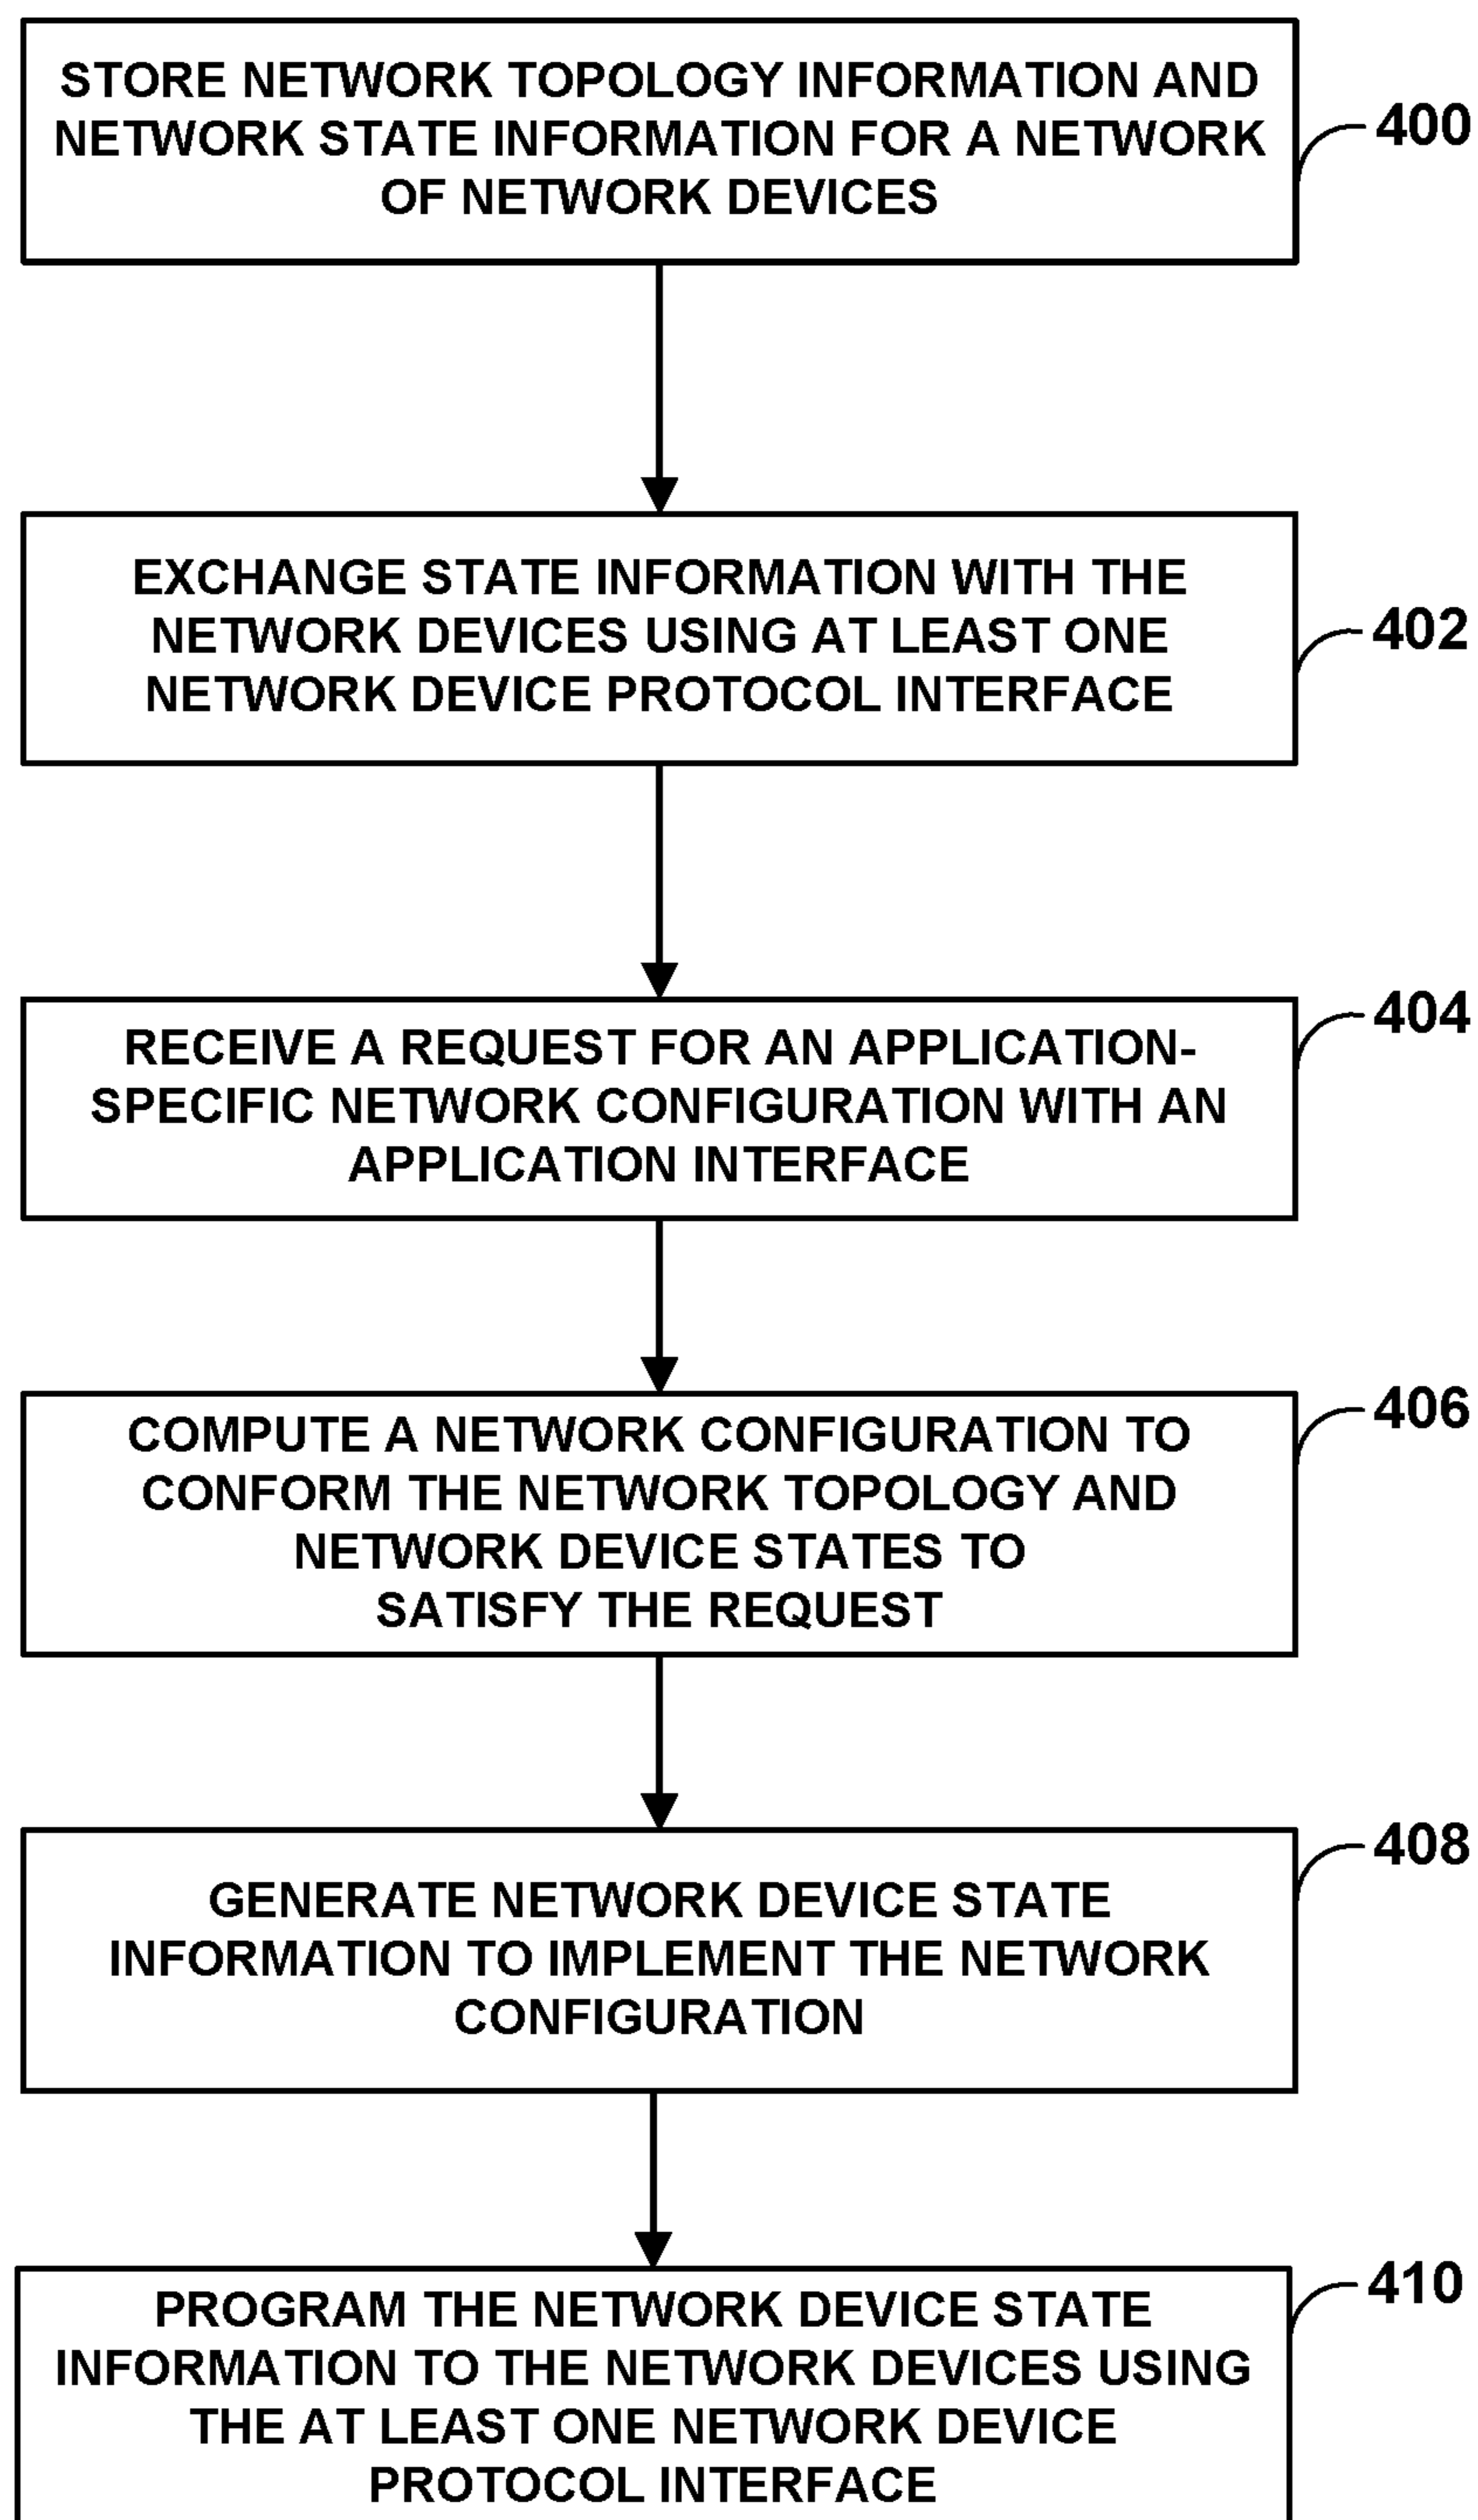 STORE NETWORK TOPOLOGY INFORMATION AND
NETWORK STATE INFORMATION FOR A NETWORK
OF NETWORK DEVICES
400
EXCHANGE STATE INFORMATION WITH THE
NETWORK DEVICES USING AT LEAST ONE
NETWORK DEVICE PROTOCOL INTERFACE
402
RECEIVE A REQUEST FOR AN APPLICATION-
SPECIFIC NETWORK CONFIGURATION WITH AN
APPLICATION INTERFACE
404
COMPUTE A NETWORK CONFIGURATION TO
CONFORM THE NETWORK TOPOLOGY AND
NETWORK DEVICE STATES TO
SATISFY THE REQUEST
406
GENERATE NETWORK DEVICE STATE
INFORMATION TO IMPLEMENT THE NETWORK
CONFIGURATION
408
PROGRAM THE NETWORK DEVICE STATE
INFORMATION TO THE NETWORK DEVICES USING
THE AT LEAST ONE NETWORK DEVICE
PROTOCOL INTERFACE
410